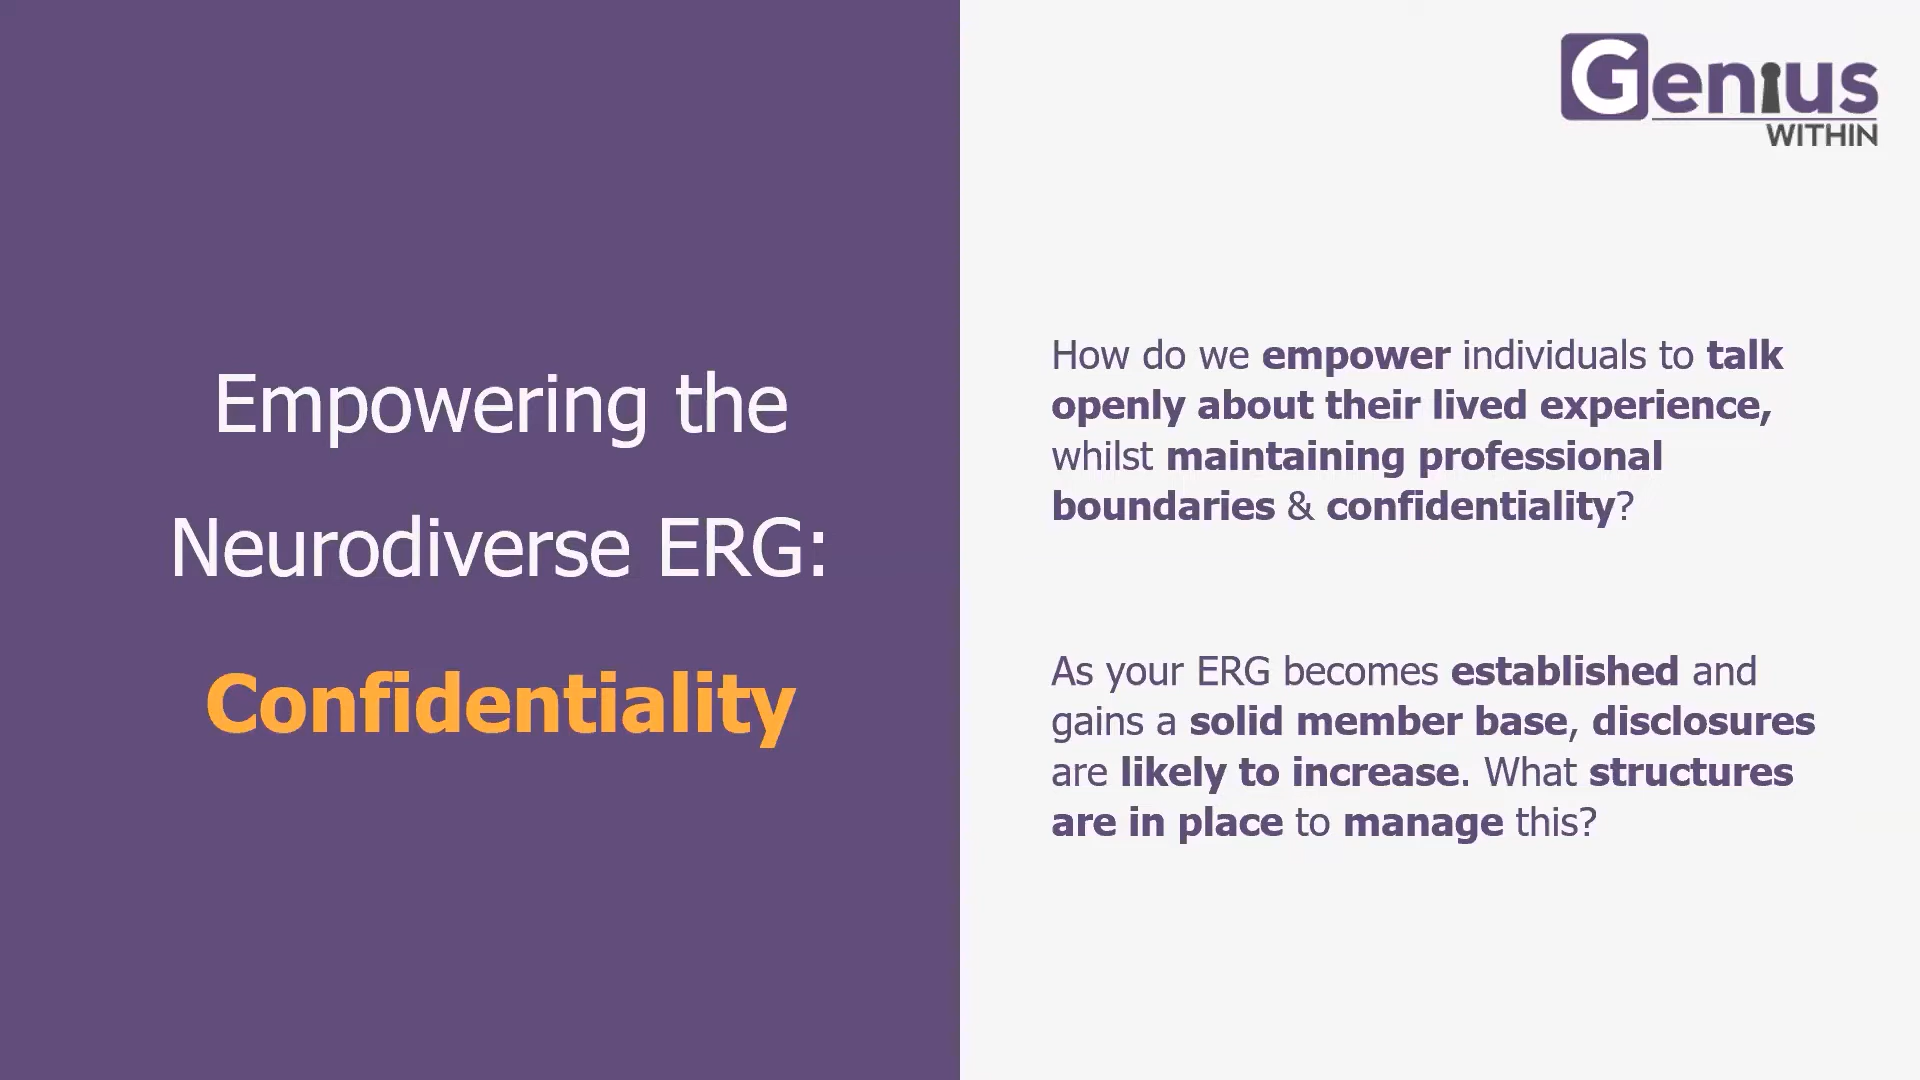 Genius
WITHIN
Empowering the
Neurodiverse ERG:
Confidentiality
How do we empower individuals to talk
openly about their lived experience,
whilst maintaining professional
boundaries & confidentiality?
As your ERG becomes established and
gains a solid member base, disclosures
are likely to increase. What structures
are in place to manage this?